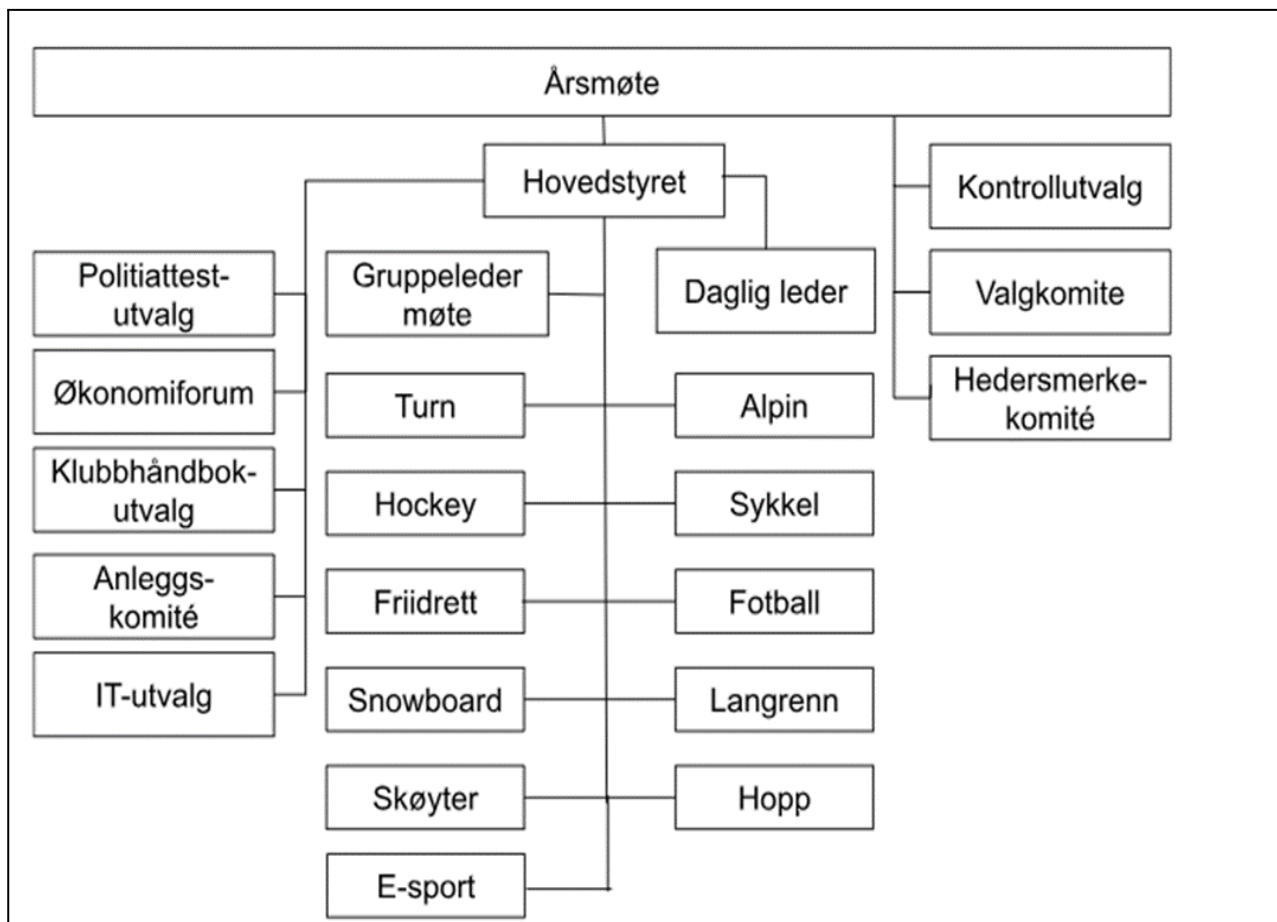 Årsmøte
Hovedstyret
Kontrollutvalg
Politiattest-
utvalg
Gruppeleder
møte
Daglig leder
Valgkomite
Økonomiforum
Turn
Alpin
Hedersmerke-
komité
Klubbhåndbok-
utvalg
Hockey
Sykkel
Anleggs-
komité
Friidrett
Fotball
IT-utvalg
Snowboard
Langrenn
Skøyter
Hopp
E-sport